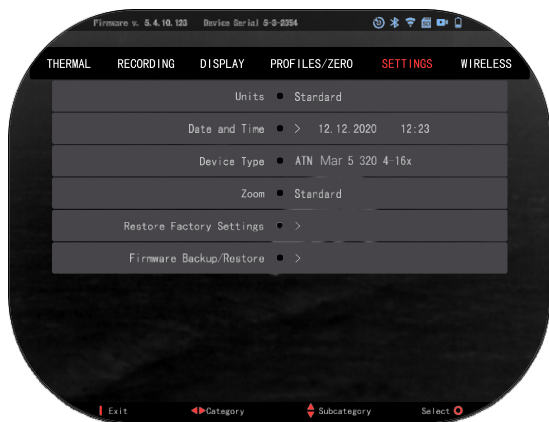 Firmware v. 5.4.10.123 Device Serial 5-3-2354
THERMAL RECORDING DISPLAY PROFILES/ZERO SETTINGS WIRELESS
Units Standard
Date and Time > 12.12.2020 12:23
Device Type ATN Mar 5 320 4-16x
Zoom Standard
Restore Factory Settings >
Firmware Backup/Restore >
Exit Category Subcategory Select